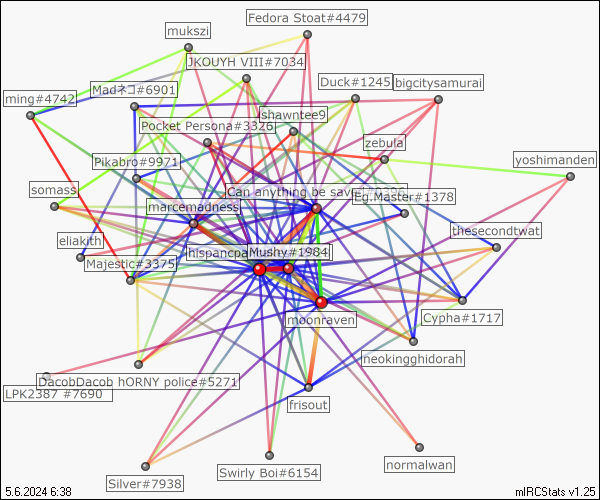 Fedora Stoat#4479
mukszi
JKOUYH VIII#7034
Duck#1245
bigcitysamurai
Madネコ#6901
ming#4742
shawntee9
Pocket Persona#3326
zebula
Pikabro#9971
yoshimanden
somass
Can anything be saved
Eg.Master#1378
marcemadness
thesecondtwat
eliakith
Mushy#1984
Majestic#3375
moonraven
Cypha#1717
neokingghidorah
DacobDacob hORNY police#5271
LPK2387 #7690
frisout
normalwan
Swirly Boi#6154
Silver#7938
5.6.2024 6:38
mIRCStats v1.25